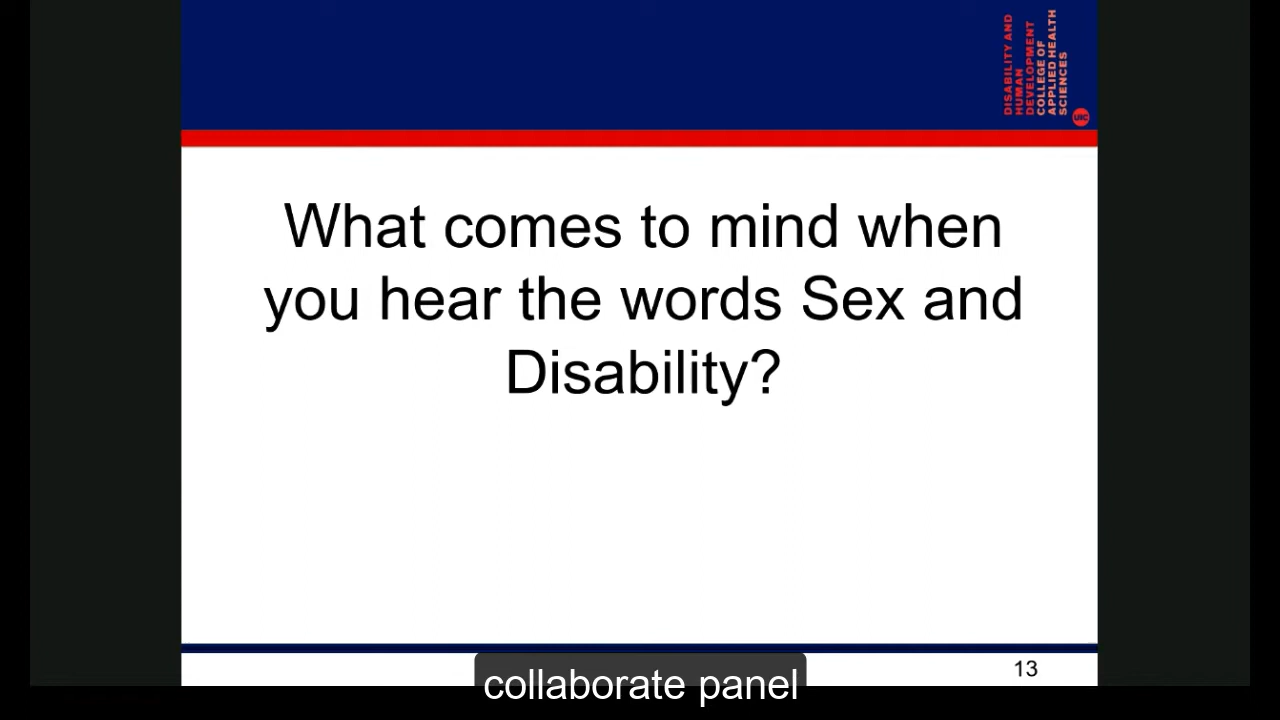 DISABILITY AND
HUMAN
DEVELOPMENT
COLLEGE OF
APPLIED HEALTH
SCIENCES
UIC
What comes to mind when
you hear the words Sex and
Disability?
13
collaborate panel